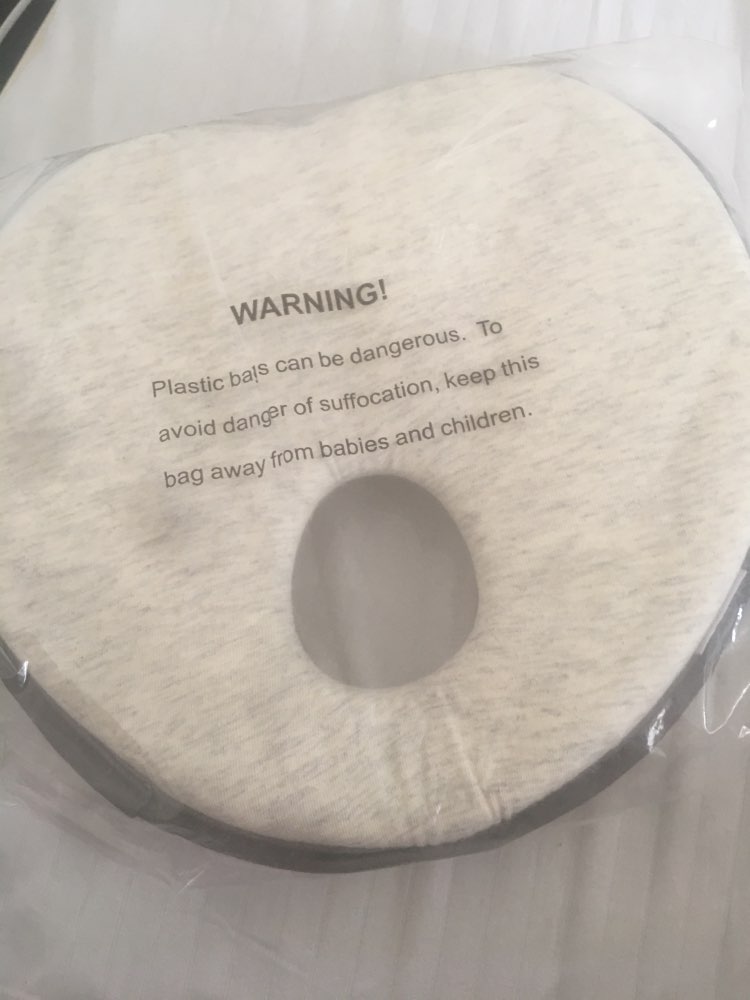 WARNING!
Plastic bags can be dangerous. To
avoid danger of suffocation, keep this
bag away from babies and children.